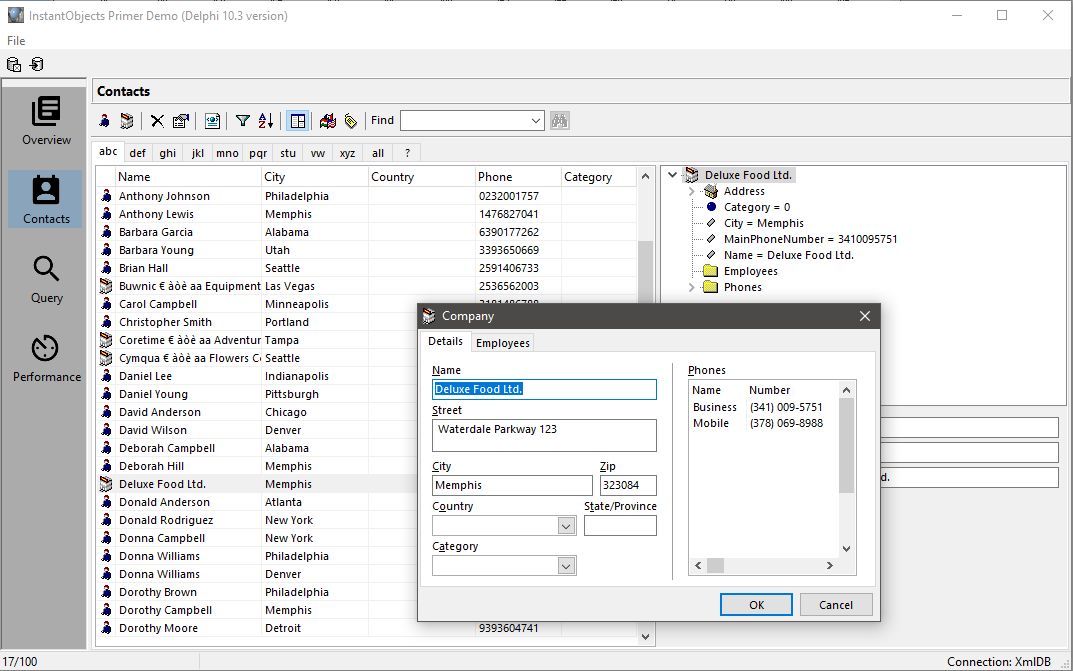 InstantObjects Primer Demo (Delphi 10.3 version)
File
Overview
Contacts
Query
Performance
Contacts
Find
abc def ghi jkl mno pqr stu vw xyz all ?
Name City Country Phone Category
Anthony Johnson Philadelphia 0232001757
Anthony Lewis Memphis 1476827041
Barbara Garcia Alabama 6390177262
Barbara Young Utah 3393650669
Brian Hall Seattle 2591406733
Buwnic € àòè aa Equipment Las Vegas 2536562003
Carol Campbell Minneapolis
Christopher Smith Portland
Coretime € àòè aa Adventur Tampa
Cymqua € àòè aa Flowers C Seattle
Daniel Lee Indianapolis
Daniel Young Pittsburgh
David Anderson Chicago
David Wilson Denver
Deborah Campbell Alabama
Deborah Hill Memphis
Deluxe Food Ltd. Memphis
Donald Anderson Atlanta
Donald Rodriguez New York
Donna Campbell New York
Donna Williams Philadelphia
Donna Williams Denver
Dorothy Brown Philadelphia
Dorothy Campbell Memphis
Dorothy Moore Detroit 9393604741
Deluxe Food Ltd.
Address
Category = 0
City = Memphis
MainPhoneNumber = 3410095751
Name = Deluxe Food Ltd.
Employees
Phones
d.
Company
Details Employees
Name
Deluxe Food Ltd.
Street
Waterdale Parkway 123
City Zip
Memphis 323084
Country State/Province
Category
Phones
Name Number
Business (341) 009-5751
Mobile (378) 069-8988
OK Cancel
17/100
Connection: XmlDB